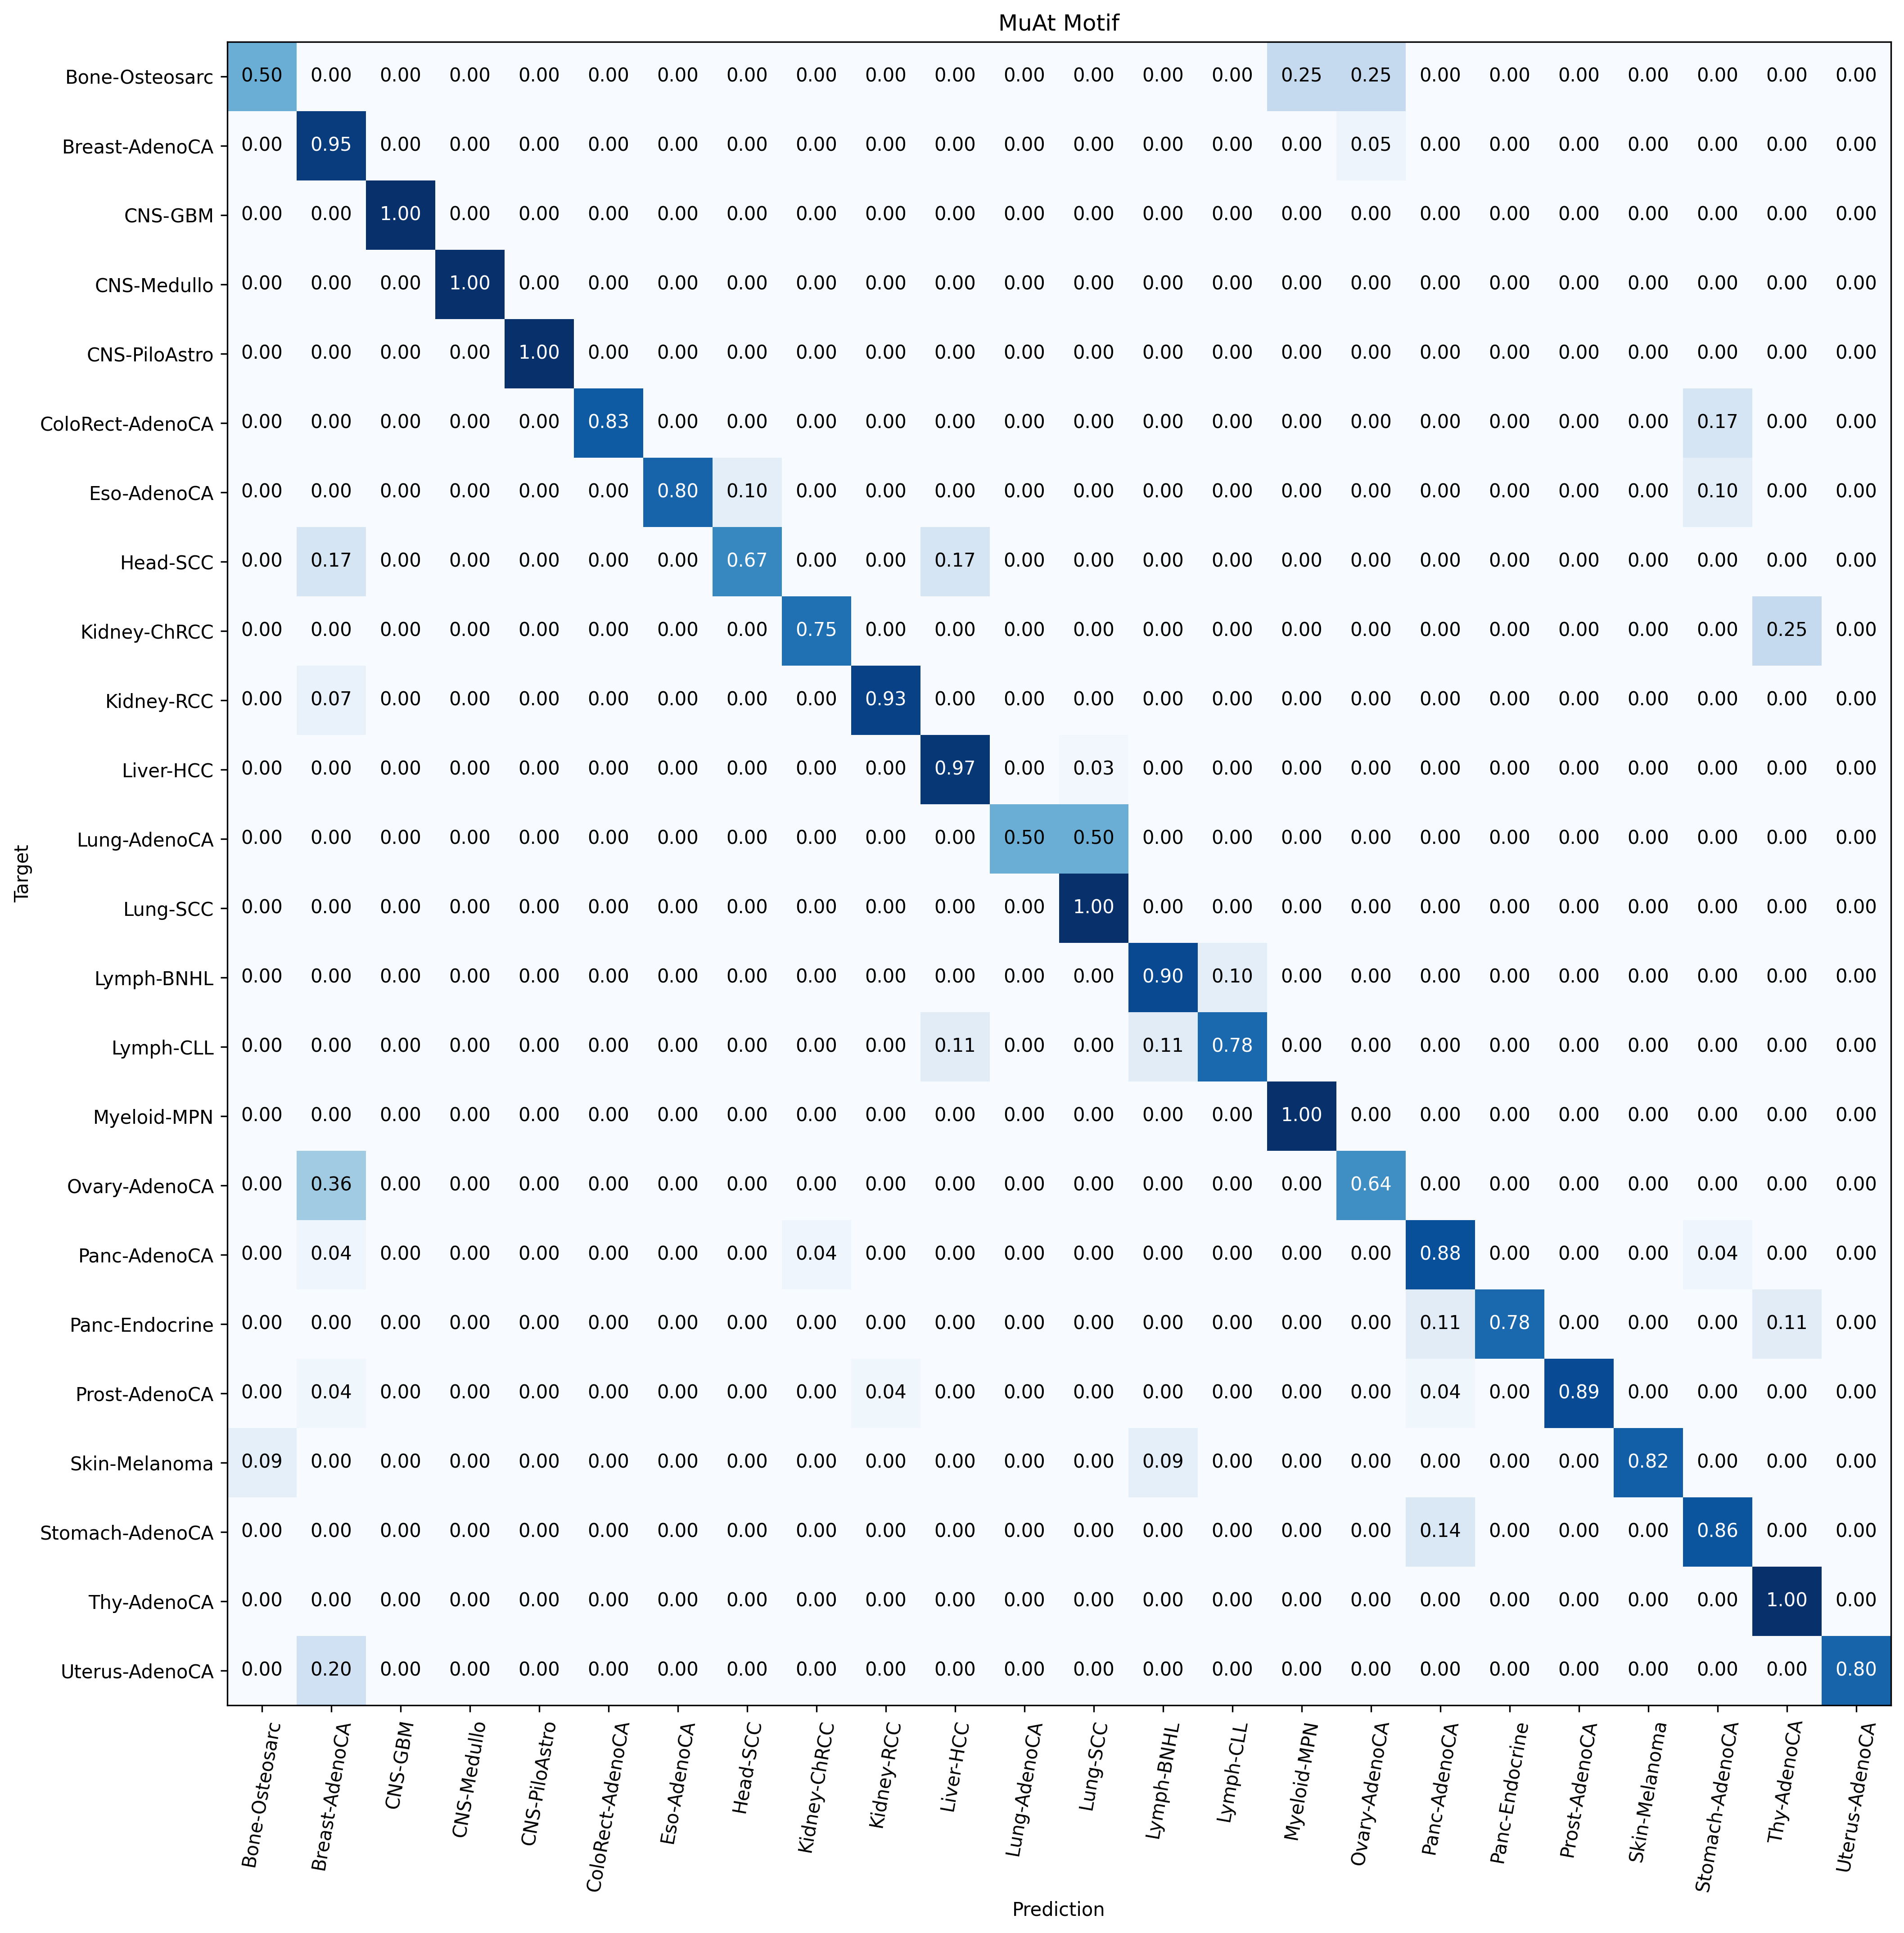 MuAt Motif
Bone-Osteosarc 0.50 0.00 0.00 0.00 0.00 0.00 0.00 0.00 0.00 0.00 0.00 0.00 0.00 0.00 0.00 0.25 0.25 0.00 0.00 0.00 0.00 0.00 0.00 0.00
Breast-AdenoCA 0.00 0.95 0.00 0.00 0.00 0.00 0.00 0.00 0.00 0.00 0.00 0.00 0.00 0.00 0.00 0.00 0.05 0.00 0.00 0.00 0.00 0.00 0.00 0.00
CNS-GBM 0.00 0.00 1.00 0.00 0.00 0.00 0.00 0.00 0.00 0.00 0.00 0.00 0.00 0.00 0.00 0.00 0.00 0.00 0.00 0.00 0.00 0.00 0.00 0.00
CNS-Medullo 0.00 0.00 0.00 1.00 0.00 0.00 0.00 0.00 0.00 0.00 0.00 0.00 0.00 0.00 0.00 0.00 0.00 0.00 0.00 0.00 0.00 0.00 0.00 0.00
CNS-PiloAstro 0.00 0.00 0.00 0.00 1.00 0.00 0.00 0.00 0.00 0.00 0.00 0.00 0.00 0.00 0.00 0.00 0.00 0.00 0.00 0.00 0.00 0.00 0.00 0.00
ColoRect-AdenoCA 0.00 0.00 0.00 0.00 0.00 0.83 0.00 0.00 0.00 0.00 0.00 0.00 0.00 0.00 0.00 0.00 0.00 0.00 0.00 0.00 0.00 0.17 0.00 0.00
Eso-AdenoCA 0.00 0.00 0.00 0.00 0.00 0.00 0.80 0.10 0.00 0.00 0.00 0.00 0.00 0.00 0.00 0.00 0.00 0.00 0.00 0.00 0.00 0.10 0.00 0.00
Head-SCC 0.00 0.17 0.00 0.00 0.00 0.00 0.00 0.67 0.00 0.00 0.17 0.00 0.00 0.00 0.00 0.00 0.00 0.00 0.00 0.00 0.00 0.00 0.00 0.00
Kidney-ChRCC 0.00 0.00 0.00 0.00 0.00 0.00 0.00 0.00 0.75 0.00 0.00 0.00 0.00 0.00 0.00 0.00 0.00 0.00 0.00 0.00 0.00 0.00 0.25 0.00
Kidney-RCC 0.00 0.07 0.00 0.00 0.00 0.00 0.00 0.00 0.00 0.93 0.00 0.00 0.00 0.00 0.00 0.00 0.00 0.00 0.00 0.00 0.00 0.00 0.00 0.00
Liver-HCC 0.00 0.00 0.00 0.00 0.00 0.00 0.00 0.00 0.00 0.00 0.97 0.00 0.03 0.00 0.00 0.00 0.00 0.00 0.00 0.00 0.00 0.00 0.00 0.00
Lung-AdenoCA 0.00 0.00 0.00 0.00 0.00 0.00 0.00 0.00 0.00 0.00 0.00 0.50 0.50 0.00 0.00 0.00 0.00 0.00 0.00 0.00 0.00 0.00 0.00 0.00
Lung-SCC 0.00 0.00 0.00 0.00 0.00 0.00 0.00 0.00 0.00 0.00 0.00 0.00 1.00 0.00 0.00 0.00 0.00 0.00 0.00 0.00 0.00 0.00 0.00 0.00
Lymph-BNHL 0.00 0.00 0.00 0.00 0.00 0.00 0.00 0.00 0.00 0.00 0.00 0.00 0.00 0.90 0.10 0.00 0.00 0.00 0.00 0.00 0.00 0.00 0.00 0.00
Lymph-CLL 0.00 0.00 0.00 0.00 0.00 0.00 0.00 0.00 0.00 0.00 0.11 0.00 0.00 0.11 0.78 0.00 0.00 0.00 0.00 0.00 0.00 0.00 0.00 0.00
Myeloid-MPN 0.00 0.00 0.00 0.00 0.00 0.00 0.00 0.00 0.00 0.00 0.00 0.00 0.00 0.00 0.00 1.00 0.00 0.00 0.00 0.00 0.00 0.00 0.00 0.00
Ovary-AdenoCA 0.00 0.36 0.00 0.00 0.00 0.00 0.00 0.00 0.00 0.00 0.00 0.00 0.00 0.00 0.00 0.00 0.64 0.00 0.00 0.00 0.00 0.00 0.00 0.00
Panc-AdenoCA 0.00 0.04 0.00 0.00 0.00 0.00 0.00 0.00 0.04 0.00 0.00 0.00 0.00 0.00 0.00 0.00 0.00 0.88 0.00 0.00 0.00 0.04 0.00 0.00
Panc-Endocrine 0.00 0.00 0.00 0.00 0.00 0.00 0.00 0.00 0.00 0.00 0.00 0.00 0.00 0.00 0.00 0.00 0.00 0.11 0.78 0.00 0.00 0.00 0.11 0.00
Prost-AdenoCA 0.00 0.04 0.00 0.00 0.00 0.00 0.00 0.00 0.00 0.04 0.00 0.00 0.00 0.00 0.00 0.00 0.00 0.04 0.00 0.89 0.00 0.00 0.00 0.00
Skin-Melanoma 0.09 0.00 0.00 0.00 0.00 0.00 0.00 0.00 0.00 0.00 0.00 0.00 0.00 0.09 0.00 0.00 0.00 0.00 0.00 0.00 0.82 0.00 0.00 0.00
Stomach-AdenoCA 0.00 0.00 0.00 0.00 0.00 0.00 0.00 0.00 0.00 0.00 0.00 0.00 0.00 0.00 0.00 0.00 0.00 0.14 0.00 0.00 0.00 0.86 0.00 0.00
Thy-AdenoCA 0.00 0.00 0.00 0.00 0.00 0.00 0.00 0.00 0.00 0.00 0.00 0.00 0.00 0.00 0.00 0.00 0.00 0.00 0.00 0.00 0.00 0.00 1.00 0.00
Uterus-AdenoCA 0.00 0.20 0.00 0.00 0.00 0.00 0.00 0.00 0.00 0.00 0.00 0.00 0.00 0.00 0.00 0.00 0.00 0.00 0.00 0.00 0.00 0.00 0.00 0.80
Target
Bone-Osteosarc
Breast-AdenoCA
CNS-GBM
CNS-Medullo
CNS-PiloAstro
ColoRect-AdenoCA
Eso-AdenoCA
Head-SCC
Kidney-ChRCC
Kidney-RCC
Liver-HCC
Lung-AdenoCA
Lung-SCC
Lymph-BNHL
Lymph-CLL
Myeloid-MPN
Ovary-AdenoCA
Panc-AdenoCA
Panc-Endocrine
Prost-AdenoCA
Skin-Melanoma
Stomach-AdenoCA
Thy-AdenoCA
Uterus-AdenoCA
Prediction